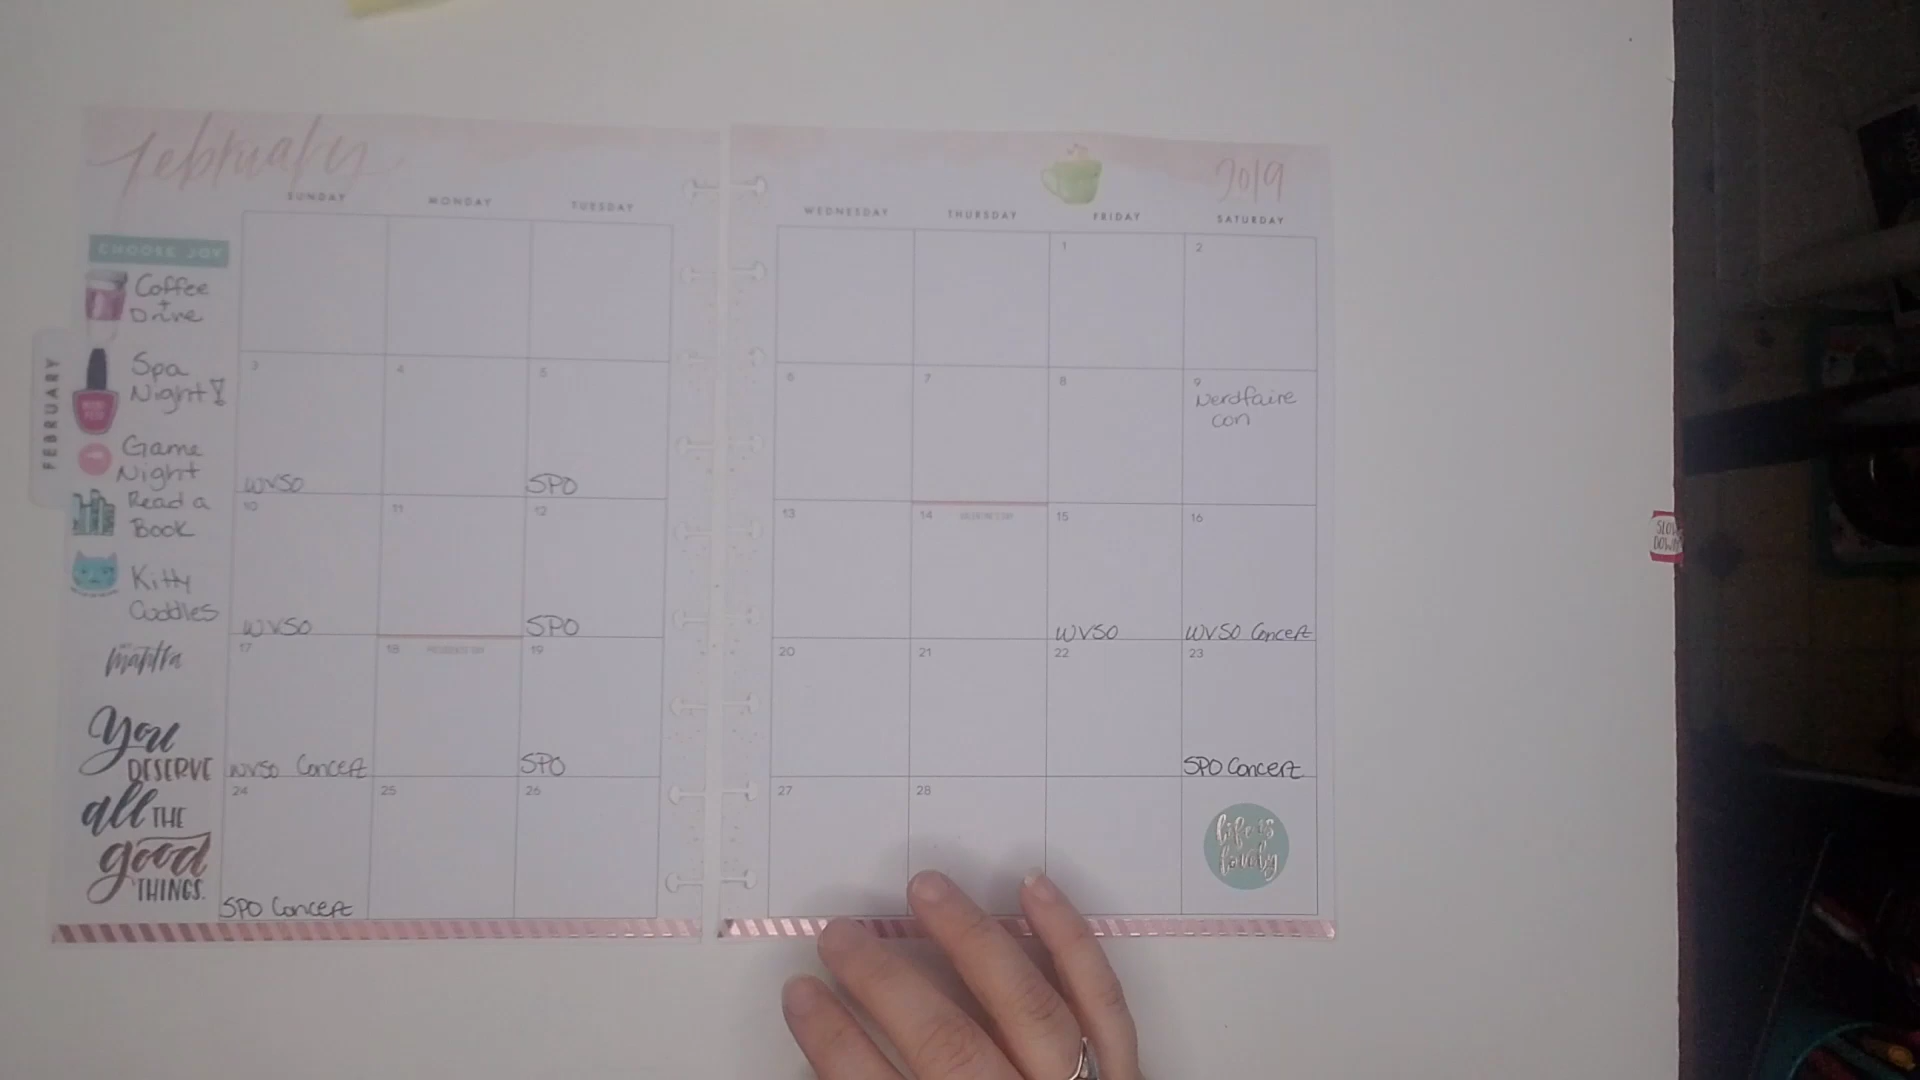 february
2019
SUNDAY
MONDAY
TUESDAY
WEDNESDAY
THURSDAY
FRIDAY
SATURDAY
CHOOSE JOY
Coffee
+
Drive
Spa
Night!
Game
Night
Read a
Book
Kitty
Cuddles
mantra
You
DESERVE
all THE
good
THINGS.
FEBRUARY
1
2
3
WVSO
4
5
SPO
6
7
8
9
Nerdfaire
con
10
WVSO
11
12
SPO
13
14
15
WVSO
16
WVSO Concert
17
WVSO Concert
18
19
SPO
20
21
22
23
SPO Concert
24
SPO Concert
25
26
27
28
life is
lovely
SLOW
DOWN